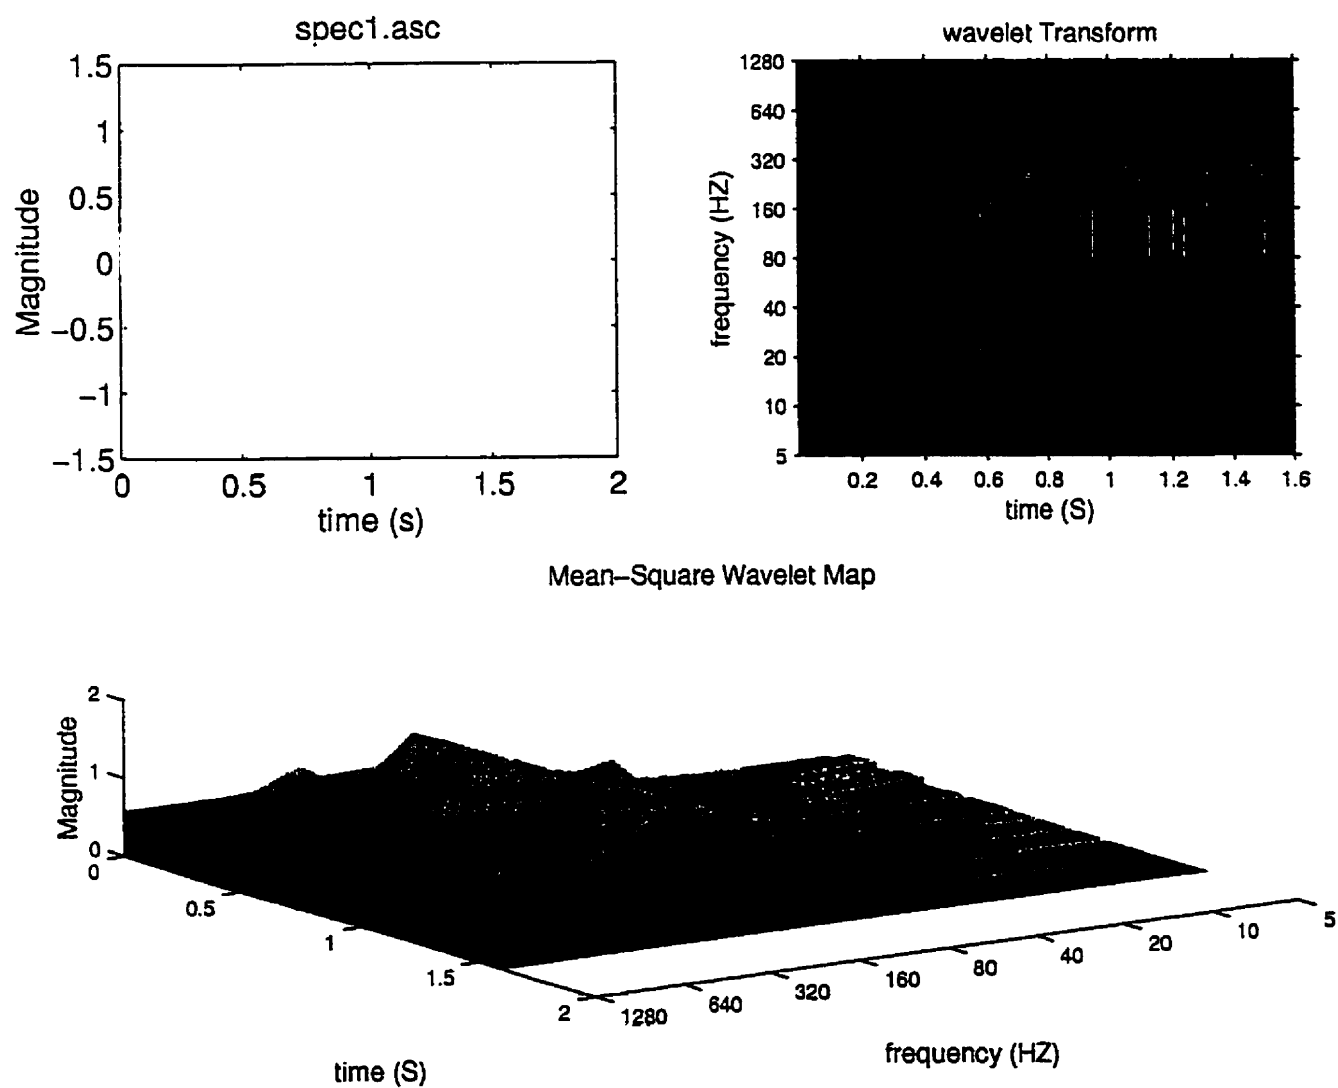 spec1.asc
1.5
1
0.5
0
−0.5
−1
−1.5
Magnitude
0 0.5 1 1.5 2
time (s)
wavelet Transform
1280
640
320
160
80
40
20
10
5
frequency (HZ)
0.2 0.4 0.6 0.8 1 1.2 1.4 1.6
time (S)
Mean−Square Wavelet Map
2
1
0
Magnitude
0
0.5
1
1.5
2
time (S)
1280
640
320
160
80
40
20
10
5
frequency (HZ)